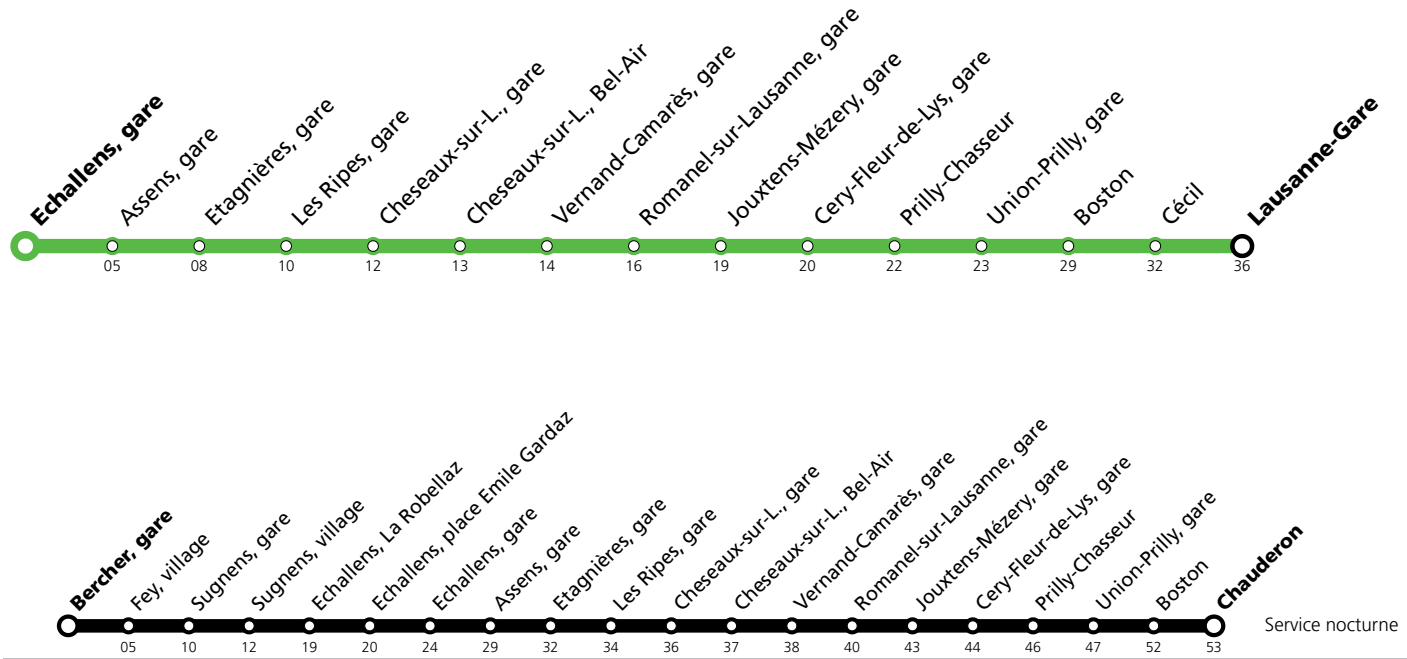 Echallens, gare
Assens, gare
Etagnières, gare
Les Ripes, gare
Cheseaux-sur-L., gare
Cheseaux-sur-L., Bel-Air
Vernand-Camarès, gare
Romanel-sur-Lausanne, gare
Jouxtens-Mézery, gare
Cery-Fleur-de-Lys, gare
Prilly-Chasseur
Union-Prilly, gare
Boston
Cécil
Lausanne-Gare
05 08 10 12 13 14 16 19 20 22 23 29 32 36
Bercher, gare
Fey, village
Sugnens, gare
Sugnens, village
Echallens, La Robellaz
Echallens, place Emile Gardaz
Echallens, gare
Assens, gare
Etagnières, gare
Les Ripes, gare
Cheseaux-sur-L., gare
Cheseaux-sur-L., Bel-Air
Vernand-Camarès, gare
Romanel-sur-Lausanne, gare
Jouxtens-Mézery, gare
Cery-Fleur-de-Lys, gare
Prilly-Chasseur
Union-Prilly, gare
Boston
Chauderon
Service nocturne
05 10 12 19 20 24 29 32 34 36 37 38 40 43 44 46 47 52 53